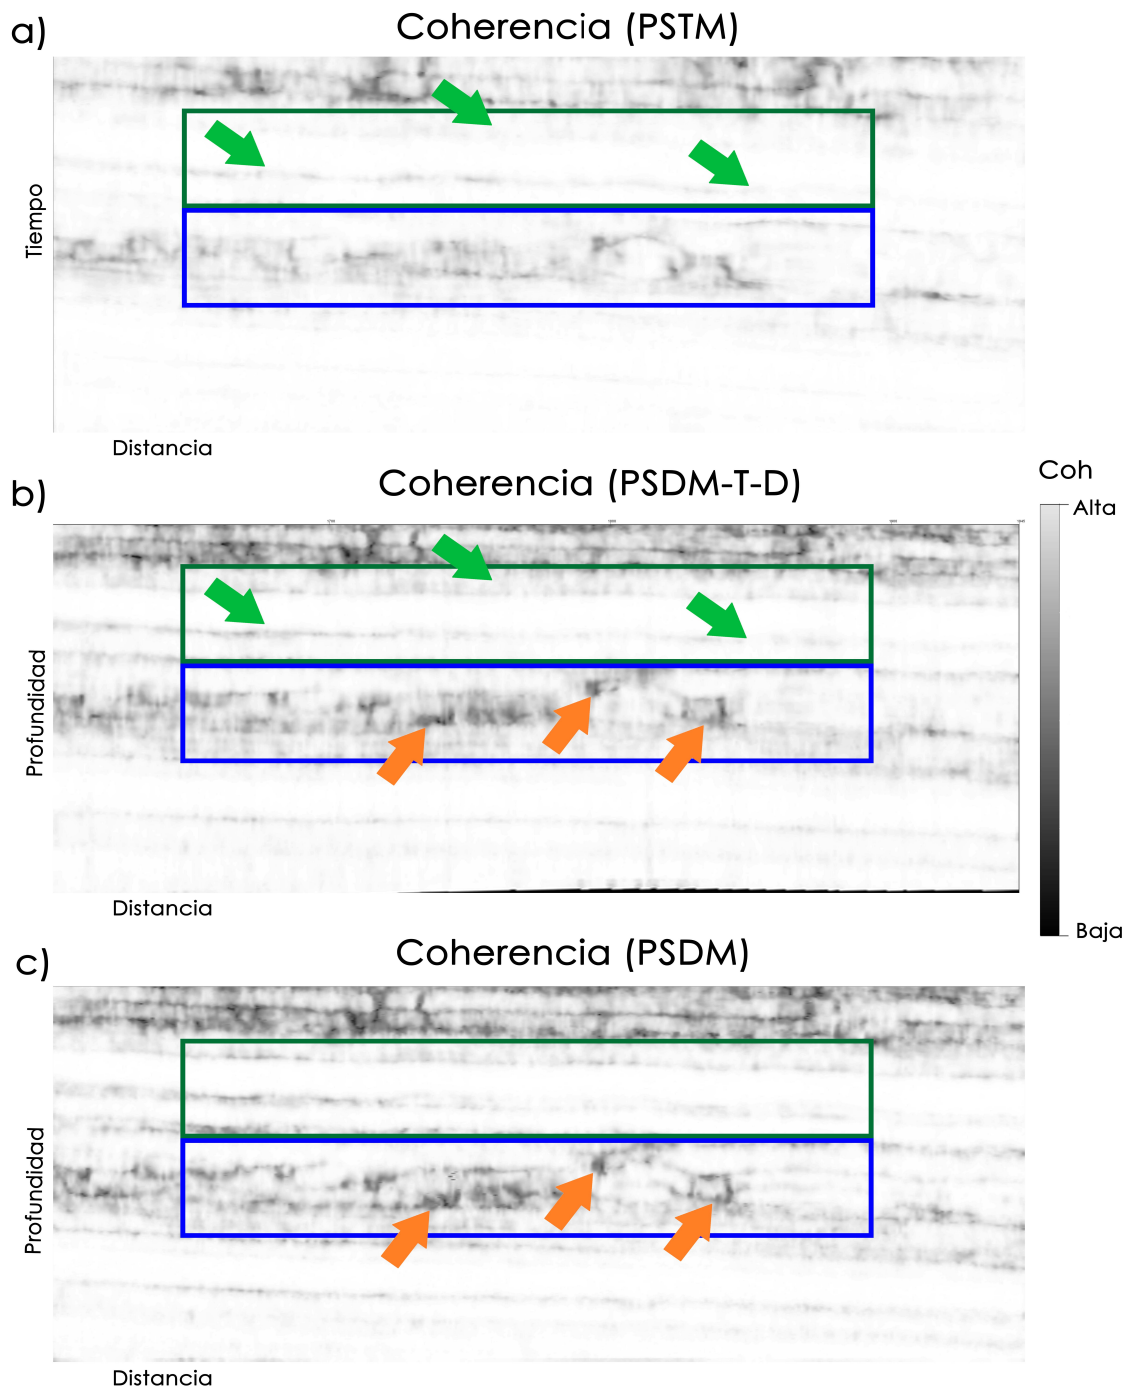 a)
Coherencia (PSTM)
Tiempo
Distancia
b)
Coherencia (PSDM-T-D)
Profundidad
Distancia
Coh
Alta
Baja
c)
Coherencia (PSDM)
Profundidad
Distancia